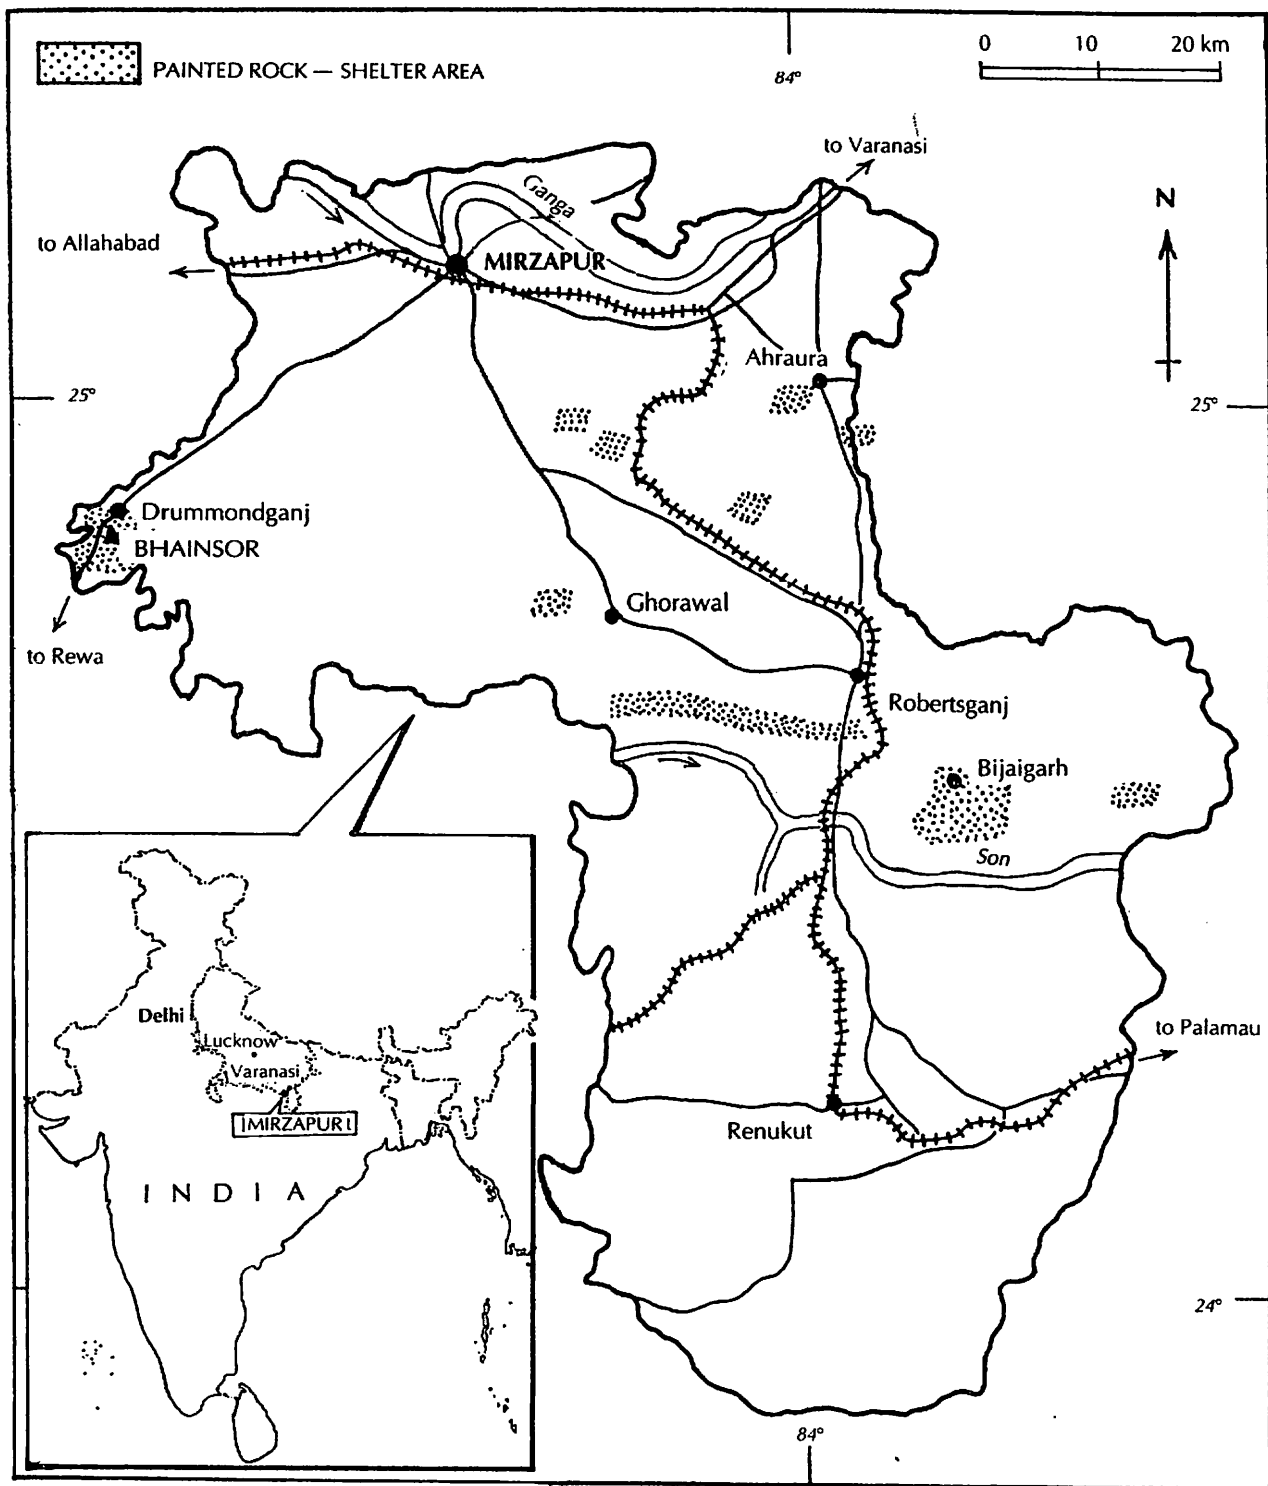 PAINTED ROCK — SHELTER AREA
0 10 20 km
84°
to Varanasi
N
Ganga
to Allahabad
MIRZAPUR
Ahraura
25°
25°
Drummondganj
BHAINSOR
Ghorawal
to Rewa
Robertsganj
Bijaigarh
Son
Delhi
Lucknow
Varanasi
MIRZAPUR
to Palamau
Renukut
INDIA
24°
84°